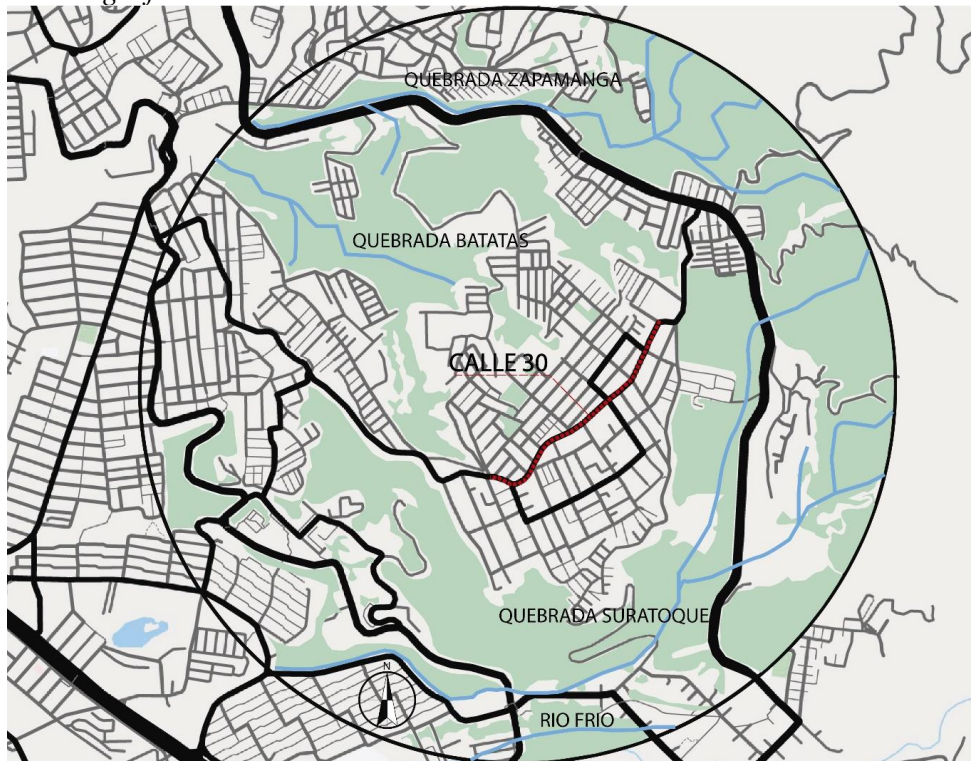 QUEBRADA ZAPAMANGA
QUEBRADA BATATAS
CALLE 30
QUEBRADA SURATOQUE
N
RIO FRIO